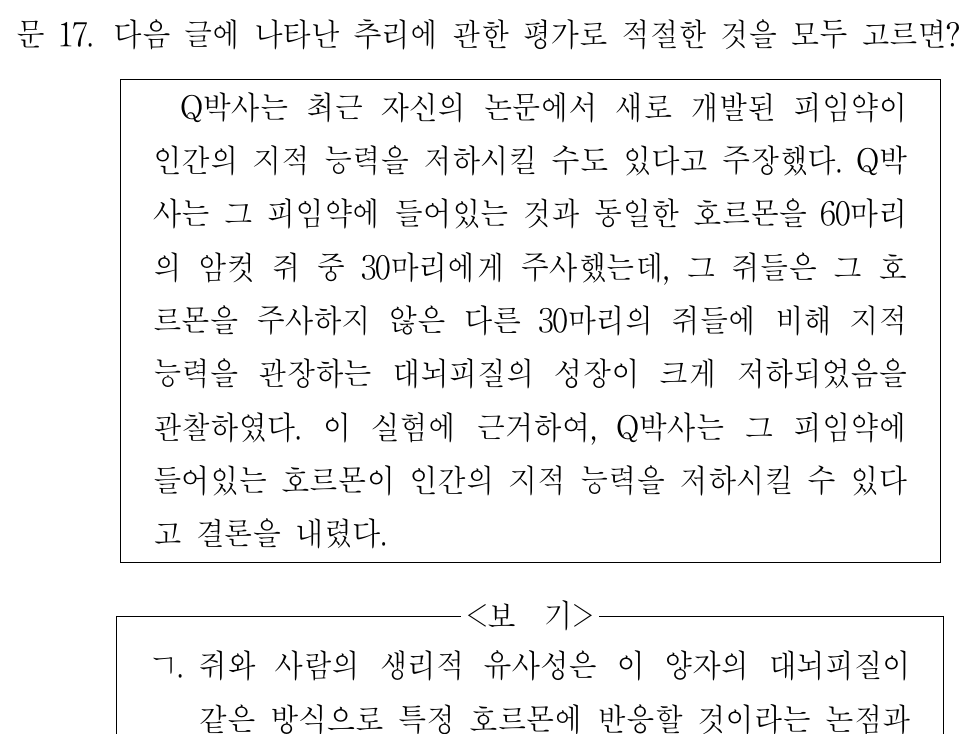 문 17. 다음 글에 나타난 추리에 관한 평가로 적절한 것을 모두 고르면?
Q박사는 최근 자신의 논문에서 새로 개발된 피임약이
인간의 지적 능력을 저하시킬 수도 있다고 주장했다. Q박
사는 그 피임약에 들어있는 것과 동일한 호르몬을 60마리
의 암컷 쥐 중 30마리에게 주사했는데, 그 쥐들은 그 호
르몬을 주사하지 않은 다른 30마리의 쥐들에 비해 지적
능력을 관장하는 대뇌피질의 성장이 크게 저하되었음을
관찰하였다. 이 실험에 근거하여, Q박사는 그 피임약에
들어있는 호르몬이 인간의 지적 능력을 저하시킬 수 있다
고 결론을 내렸다.
<보 기>
ㄱ. 쥐와 사람의 생리적 유사성은 이 양자의 대뇌피질이
같은 방식으로 특정 호르몬에 반응할 것이라는 논점과